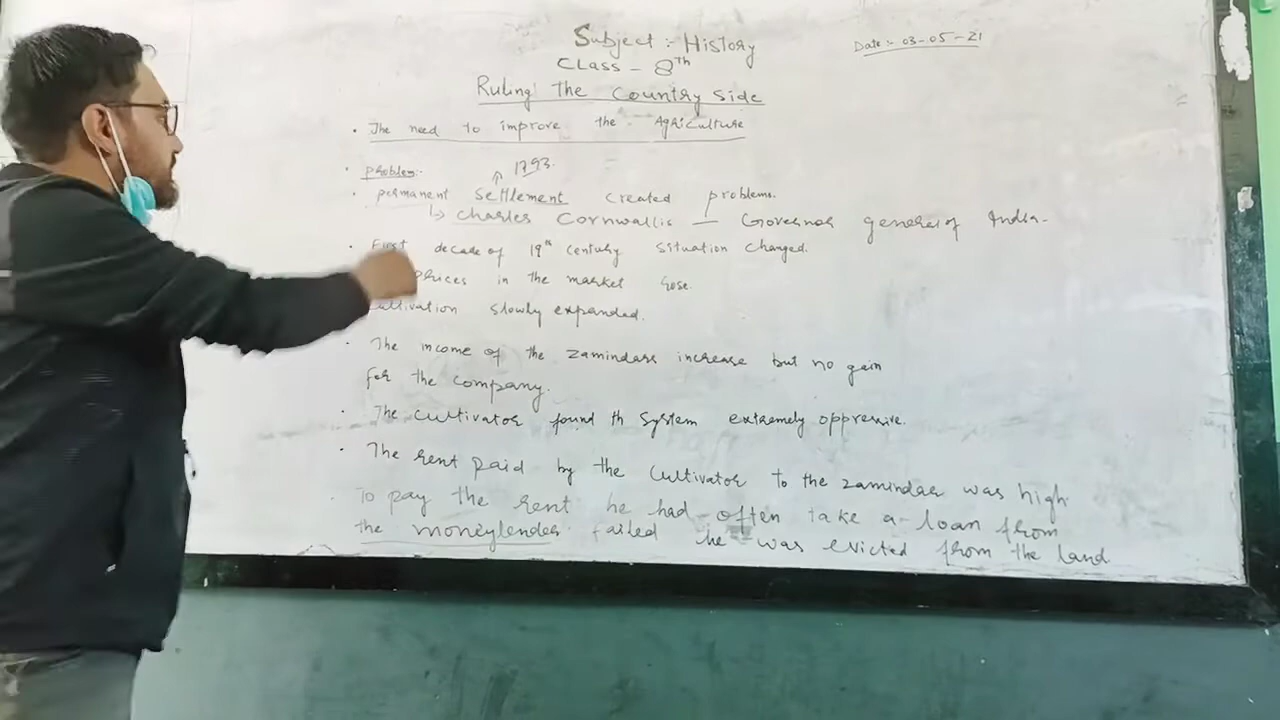 Subject :- History
Date :- 03-05-21
CLASS - 8th
Ruling the Country side
• The need to improve the Agriculture
• Problem:-
1793.
• permanent Settlement created problems.
↳ Charles Cornwallis — Governor general of India.
• First decade of 19th century situation changed.
prices in the market rose.
cultivation slowly expanded.
• The income of the zamindars increase but no gain
for the company.
• The cultivator found th system extremely oppressive.
• The rent paid by the cultivator to the zamindar was high
• To pay the rent he had often take a loan from
the moneylender failed he was evicted from the land